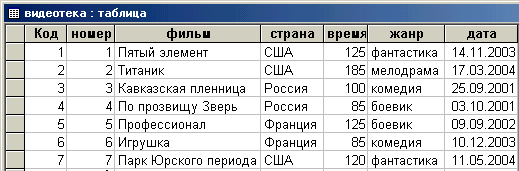 видеотека : таблица
Код номер фильм страна время жанр дата
1 1 Пятый элемент США 125 фантастика 14.11.2003
2 2 Титаник США 185 мелодрама 17.03.2004
3 3 Кавказская пленница Россия 100 комедия 25.09.2001
4 4 По прозвищу Зверь Россия 85 боевик 03.10.2001
5 5 Профессионал Франция 125 боевик 09.09.2002
6 6 Игрушка Франция 85 комедия 10.12.2003
7 7 Парк Юрского периода США 120 фантастика 11.05.2004